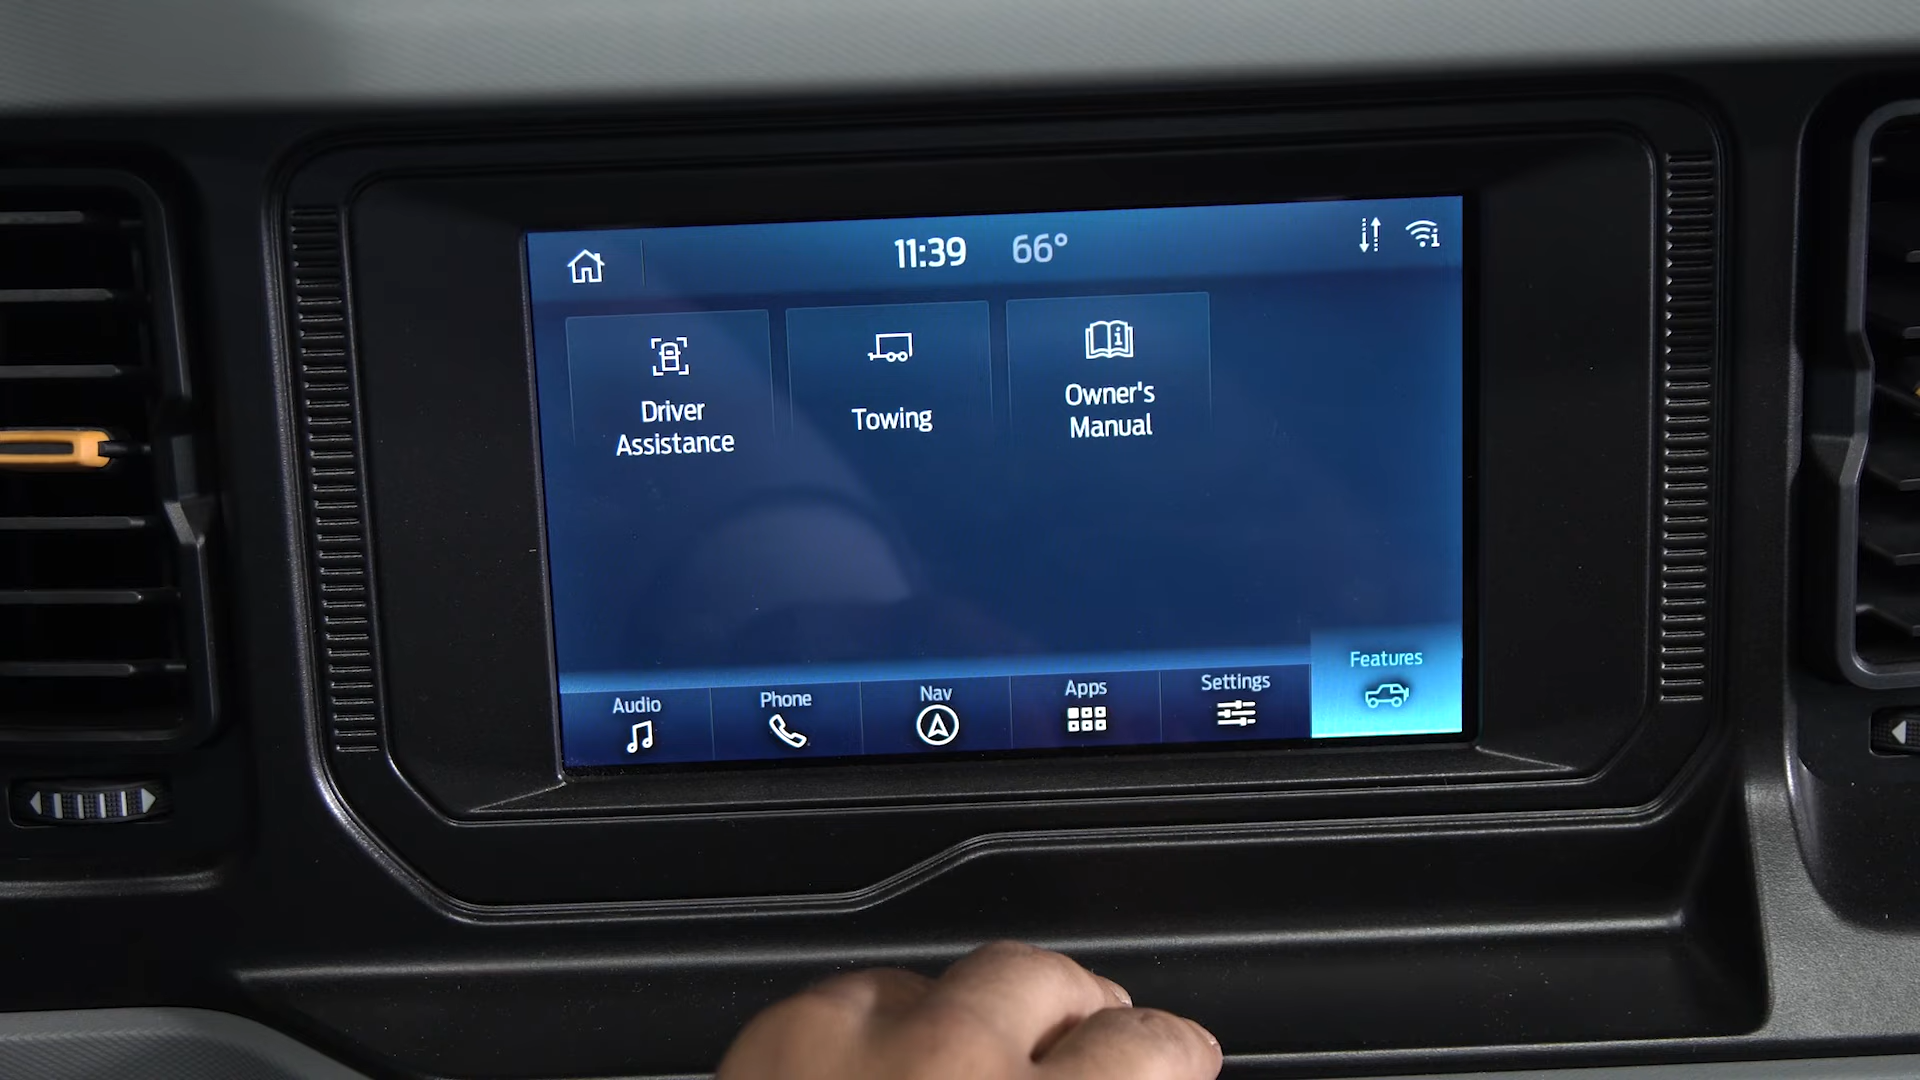 11:39 66°
Driver
Assistance
Towing
Owner's
Manual
Audio
Phone
Nav
Apps
Settings
Features